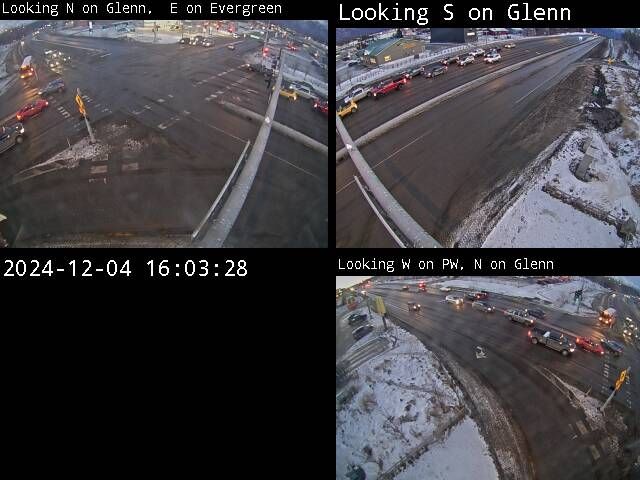 Looking N on Glenn,  E on Evergreen
Looking S on Glenn
2024-12-04 16:03:28
Looking W on PW, N on Glenn